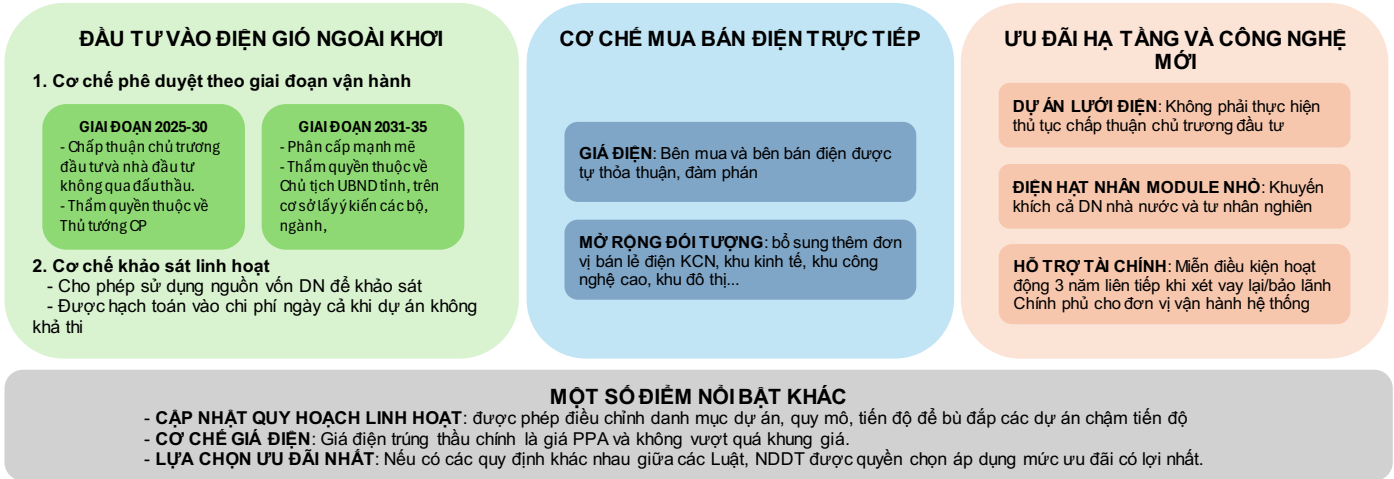 ĐẦU TƯ VÀO ĐIỆN GIÓ NGOÀI KHƠI
1. Cơ chế phê duyệt theo giai đoạn vận hành
GIAI ĐOẠN 2025-30
- Chấp thuận chủ trương
đầu tư và nhà đầu tư
không qua đấu thầu.
- Thẩm quyền thuộc về
Thủ tướng CP
GIAI ĐOẠN 2031-35
- Phân cấp mạnh mẽ
- Thẩm quyền thuộc về
Chủ tịch UBND tỉnh, trên
cơ sở lấy ý kiến các bộ,
ngành,
2. Cơ chế khảo sát linh hoạt
- Cho phép sử dụng nguồn vốn DN để khảo sát
- Được hạch toán vào chi phí ngày cả khi dự án không
khả thi
CƠ CHẾ MUA BÁN ĐIỆN TRỰC TIẾP
GIÁ ĐIỆN: Bên mua và bên bán điện được
tự thỏa thuận, đàm phán
MỞ RỘNG ĐỐI TƯỢNG: bổ sung thêm đơn
vị bán lẻ điện KCN, khu kinh tế, khu công
nghệ cao, khu đô thị...
ƯU ĐÃI HẠ TẦNG VÀ CÔNG NGHỆ
MỚI
DỰ ÁN LƯỚI ĐIỆN: Không phải thực hiện
thủ tục chấp thuận chủ trương đầu tư
ĐIỆN HẠT NHÂN MODULE NHỎ: Khuyến
khích cả DN nhà nước và tư nhân nghiên
HỖ TRỢ TÀI CHÍNH: Miễn điều kiện hoạt
động 3 năm liên tiếp khi xét vay lại/bảo lãnh
Chính phủ cho đơn vị vận hành hệ thống
MỘT SỐ ĐIỂM NỔI BẬT KHÁC
- CẬP NHẬT QUY HOẠCH LINH HOẠT: được phép điều chỉnh danh mục dự án, quy mô, tiến độ để bù đắp các dự án chậm tiến độ
- CƠ CHẾ GIÁ ĐIỆN: Giá điện trúng thầu chính là giá PPA và không vượt quá khung giá.
- LỰA CHỌN ƯU ĐÃI NHẤT: Nếu có các quy định khác nhau giữa các Luật, NDDT được quyền chọn áp dụng mức ưu đãi có lợi nhất.